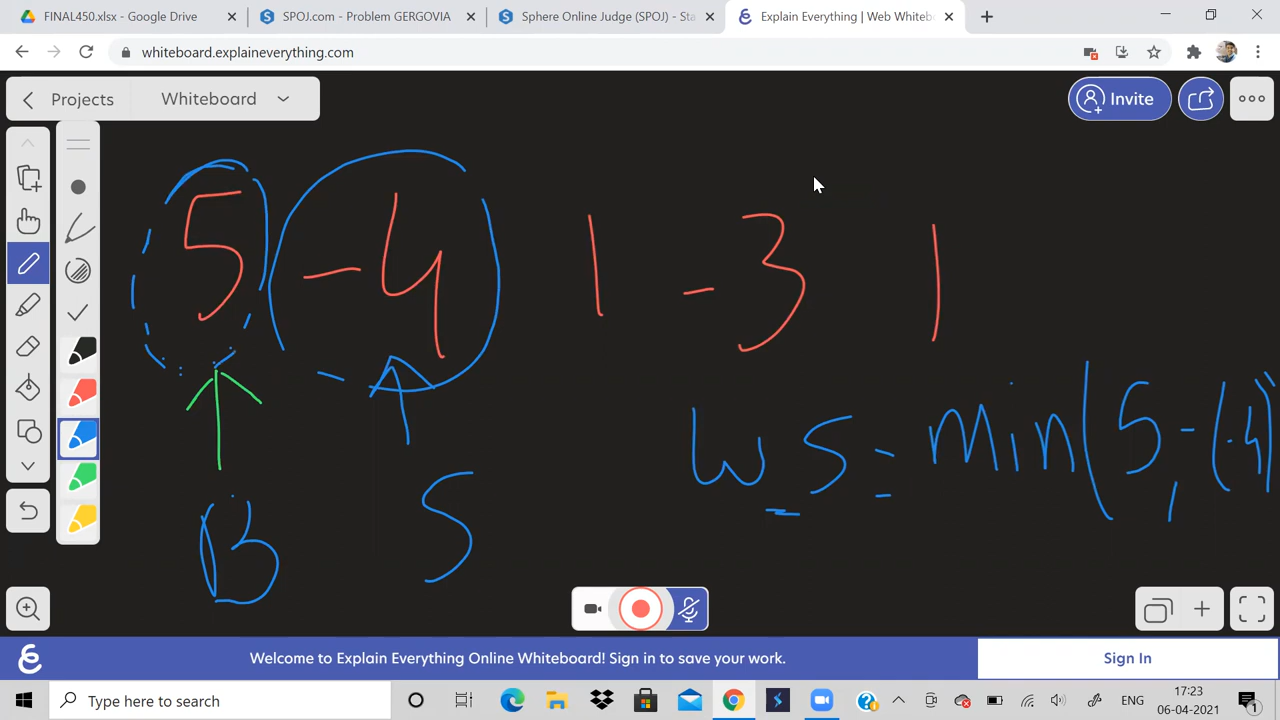 FINAL450.xlsx - Google Drive
SPOJ.com - Problem GERGOVIA
Sphere Online Judge (SPOJ) - Sta
Explain Everything | Web Whitebo
whiteboard.explaineverything.com
Projects
Whiteboard
Invite
5 -4 1 -3 1
WS = min(5, -(-4))
B
S
Welcome to Explain Everything Online Whiteboard! Sign in to save your work.
Sign In
Type here to search
ENG
17:23
06-04-2021
1